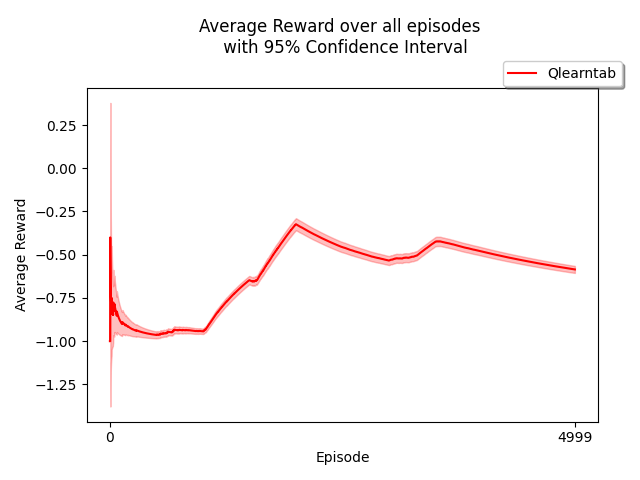 Average Reward over all episodes
with 95% Confidence Interval
Qlearntab
0.25
0.00
−0.25
−0.50
−0.75
−1.00
−1.25
Average Reward
0
4999
Episode